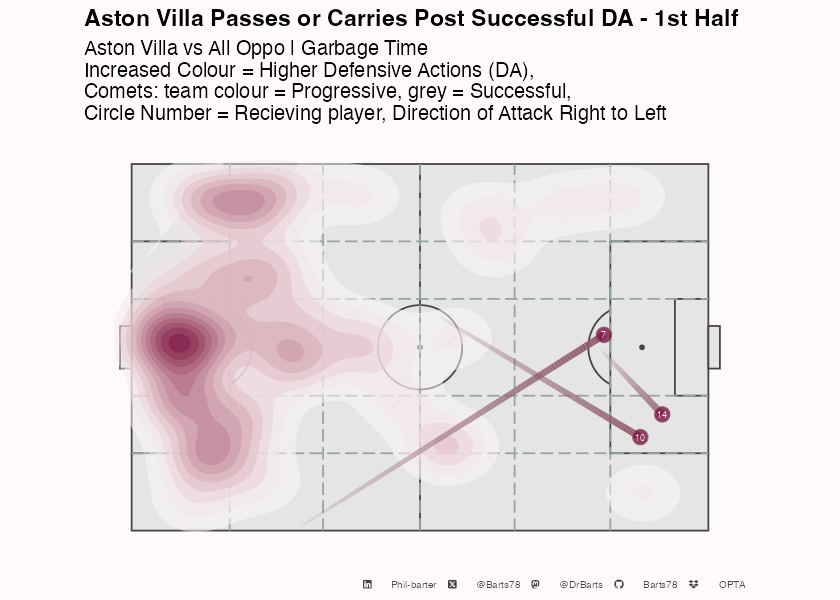 Aston Villa Passes or Carries Post Successful DA - 1st Half
Aston Villa vs All Oppo | Garbage Time
Increased Colour = Higher Defensive Actions (DA),
Comets: team colour = Progressive, grey = Successful,
Circle Number = Recieving player, Direction of Attack Right to Left
7
14
10
Phil-barter @Barts78 @DrBarts Barts78 OPTA